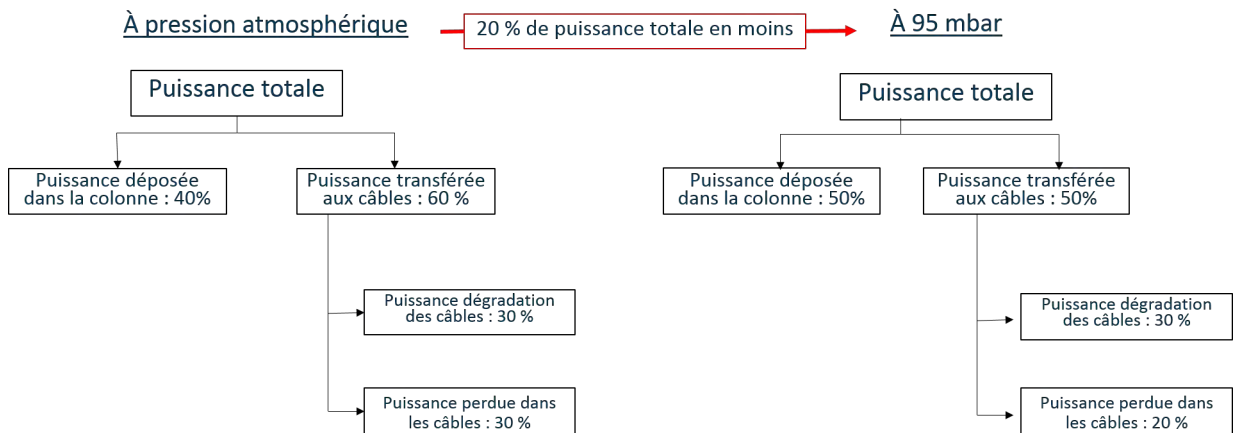 À pression atmosphérique
20 % de puissance totale en moins
À 95 mbar
Puissance totale
Puissance déposée
dans la colonne : 40%
Puissance transférée
aux câbles : 60 %
Puissance dégradation
des câbles : 30 %
Puissance perdue dans
les câbles : 30 %
Puissance totale
Puissance déposée
dans la colonne : 50%
Puissance transférée
aux câbles : 50%
Puissance dégradation
des câbles : 30 %
Puissance perdue dans
les câbles : 20 %